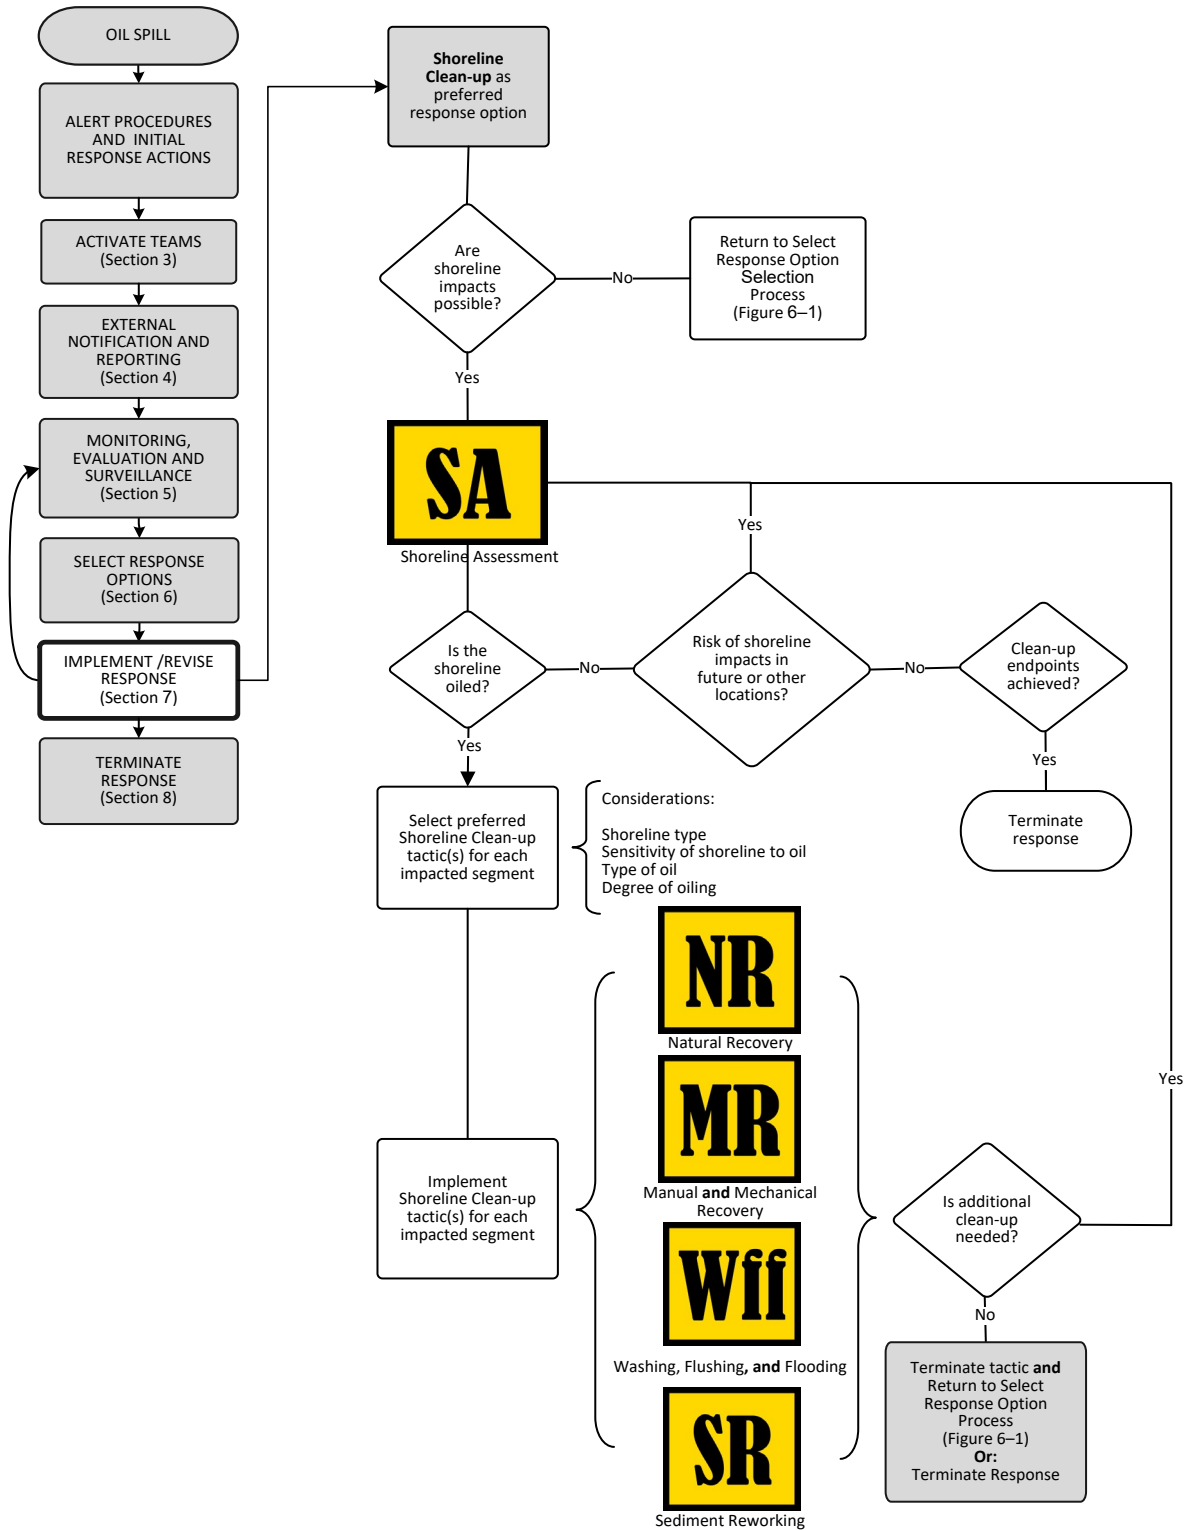 OIL SPILL
ALERT PROCEDURES
AND INITIAL
RESPONSE ACTIONS
ACTIVATE TEAMS
(Section 3)
EXTERNAL
NOTIFICATION AND
REPORTING
(Section 4)
MONITORING,
EVALUATION AND
SURVEILLANCE
(Section 5)
SELECT RESPONSE
OPTIONS
(Section 6)
IMPLEMENT /REVISE
RESPONSE
(Section 7)
TERMINATE
RESPONSE
(Section 8)
Shoreline
Clean-up as
preferred
response option
Are
shoreline
impacts
possible?
No
Return to Select
Response Option
Selection
Process
(Figure 6–1)
Yes
SA
Shoreline Assessment
Yes
Is the
shoreline
oiled?
No
Risk of shoreline
impacts in
future or other
locations?
No
Clean-up
endpoints
achieved?
Yes
Yes
Terminate
response
Select preferred
Shoreline Clean-up
tactic(s) for each
impacted segment
Considerations:
Shoreline type
Sensitivity of shoreline to oil
Type of oil
Degree of oiling
NR
Natural Recovery
MR
Manual and Mechanical
Recovery
Wff
Washing, Flushing, and Flooding
SR
Sediment Reworking
Implement
Shoreline Clean-up
tactic(s) for each
impacted segment
Yes
Is additional
clean-up
needed?
No
Terminate tactic and
Return to Select
Response Option
Process
(Figure 6–1)
Or:
Terminate Response